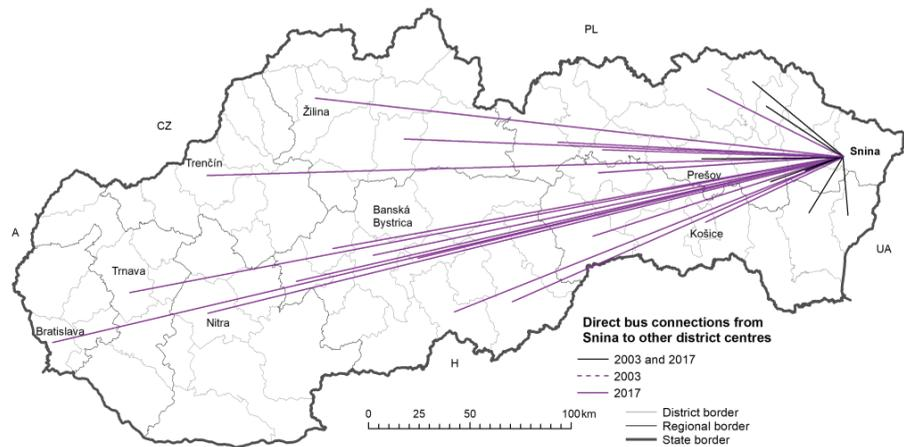 PL
CZ
Žilina
Snina
Trenčín
Prešov
Banská
Bystrica
A
Košice
UA
Trnava
Nitra
Bratislava
H
Direct bus connections from
Snina to other district centres
2003 and 2017
2003
2017
0 25 50 100 km
District border
Regional border
State border